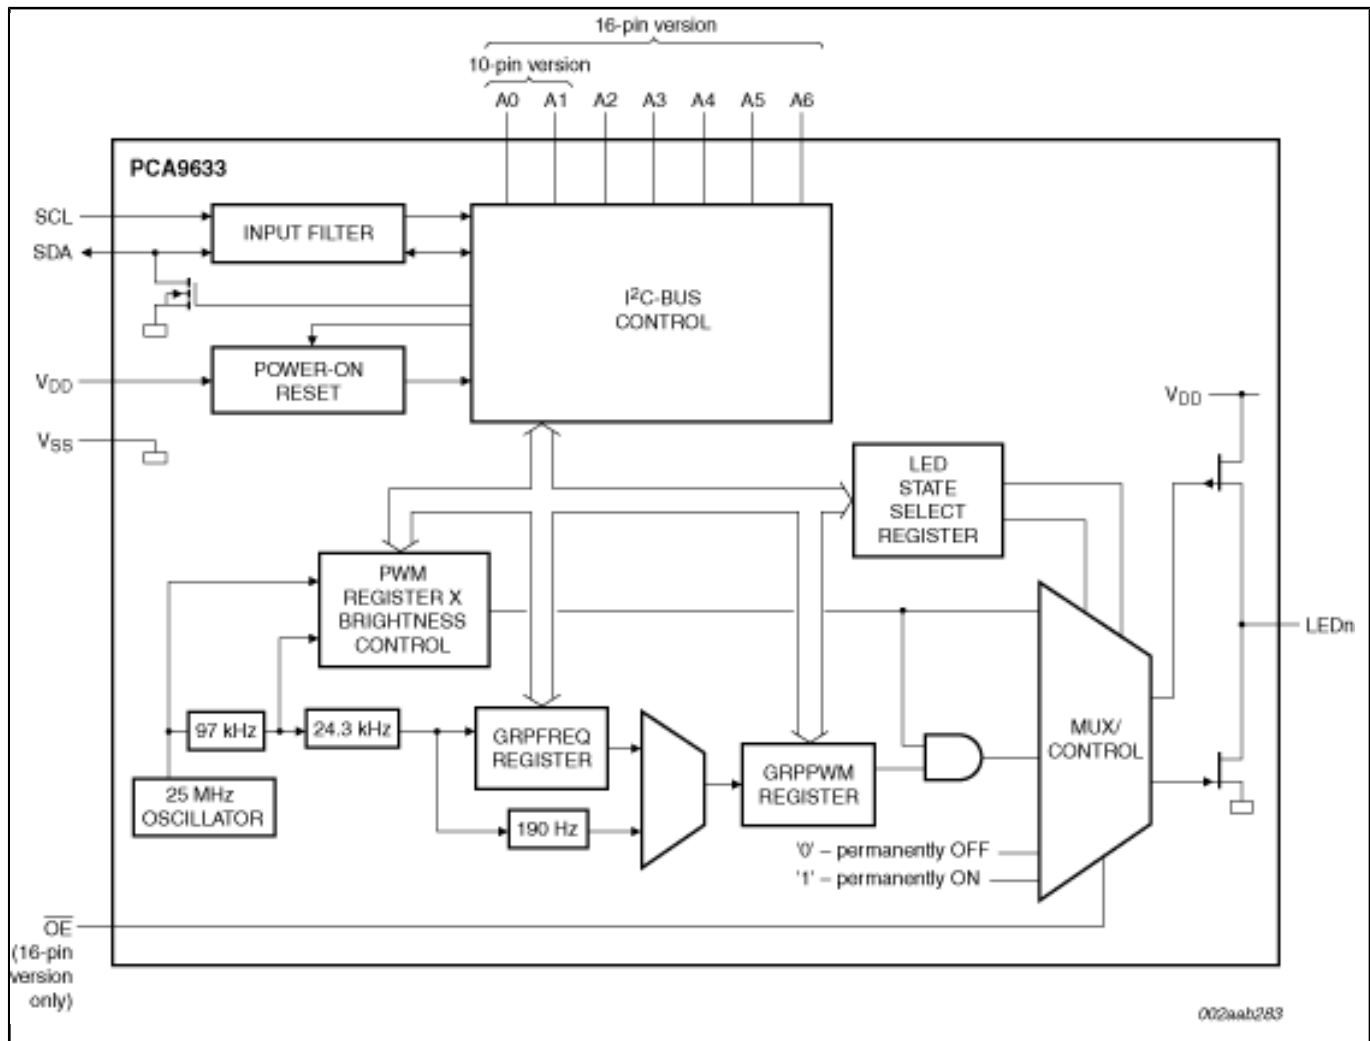 16-pin version
10-pin version
A0 A1 A2 A3 A4 A5 A6
PCA9633
SCL
SDA
INPUT FILTER
I²C-BUS
CONTROL
POWER-ON
RESET
VDD
VSS
VDD
LED
STATE
SELECT
REGISTER
PWM
REGISTER X
BRIGHTNESS
CONTROL
LEDn
97 kHz
24.3 kHz
GRPFREQ
REGISTER
MUX/
CONTROL
25 MHz
OSCILLATOR
190 Hz
GRPPWM
REGISTER
'0' – permanently OFF
'1' – permanently ON
OE
(16-pin
version
only)
002aab283